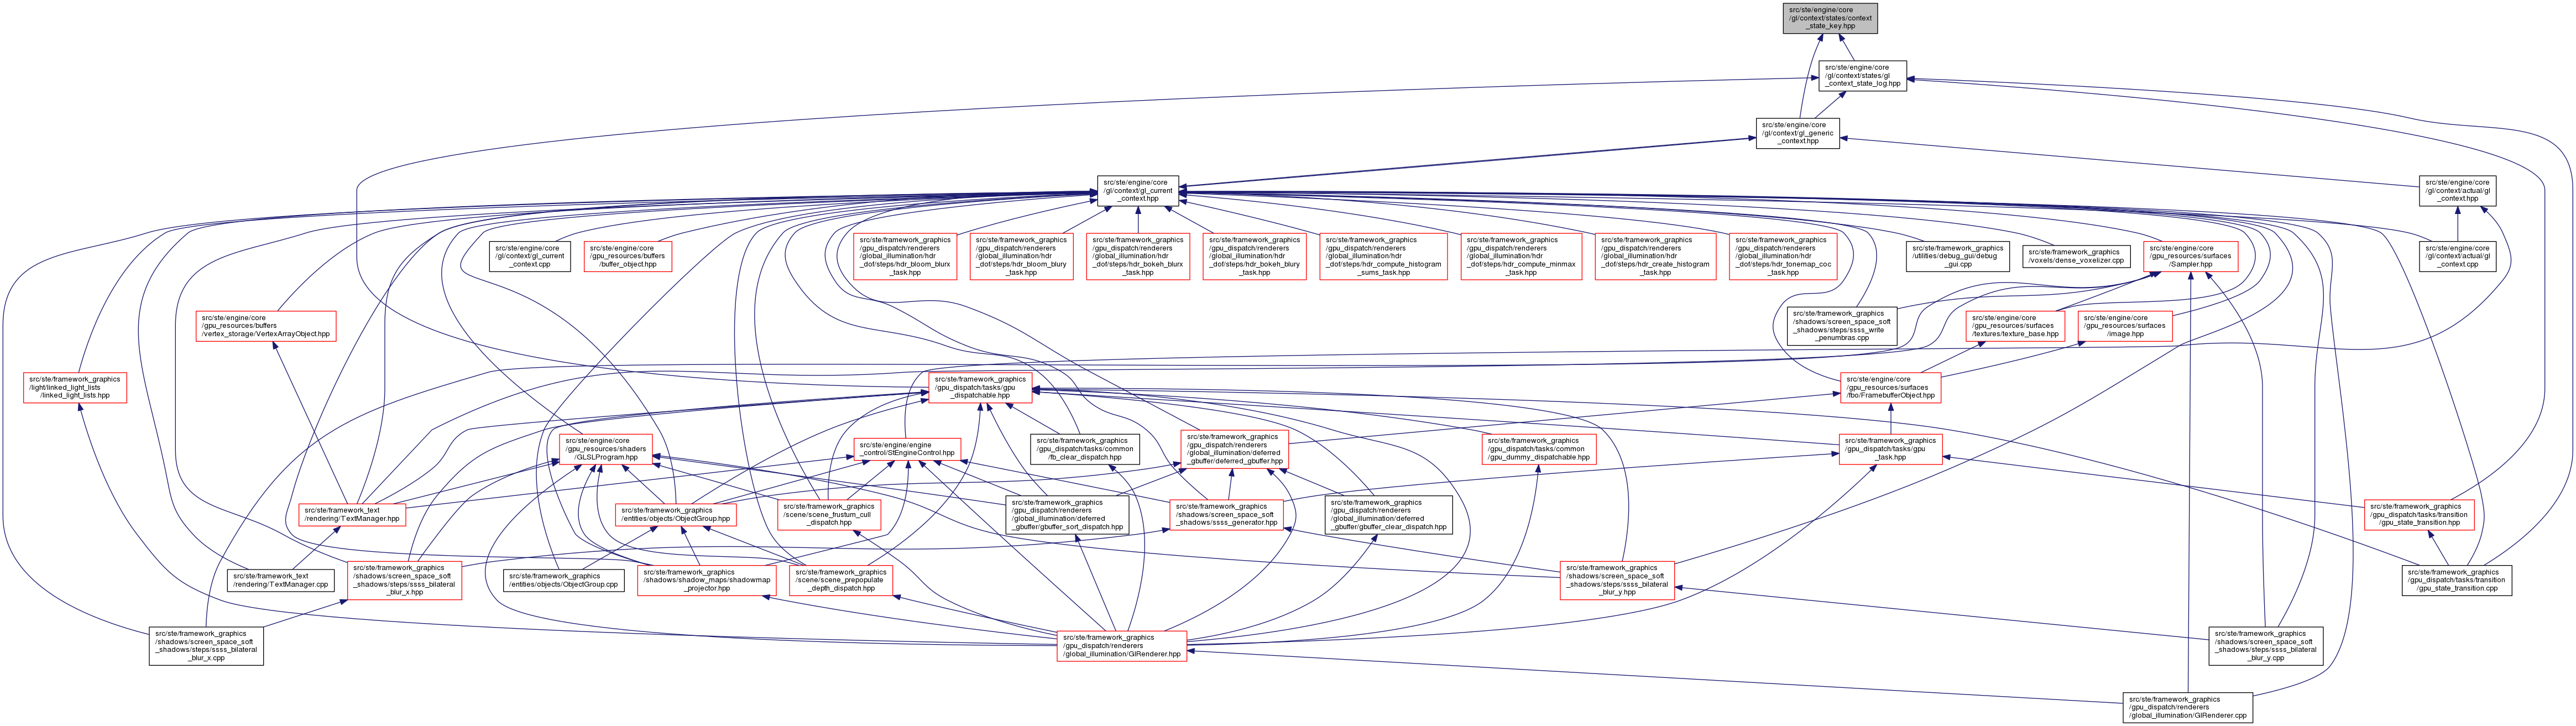 src/ste/engine/core
/gl/context/states/context
_state_key.hpp
src/ste/engine/core
/gl/context/states/gl
_context_state_log.hpp
src/ste/engine/core
/gl/context/gl_generic
_context.hpp
src/ste/engine/core
/gl/context/gl_current
_context.hpp
src/ste/engine/core
/gl/context/actual/gl
_context.hpp
src/ste/engine/core
/gl/context/gl_current
_context.cpp
src/ste/engine/core
/gpu_resources/buffers
/buffer_object.hpp
src/ste/framework_graphics
/gpu_dispatch/renderers
/global_illumination/hdr
_dof/steps/hdr_bloom_blurx
_task.hpp
src/ste/framework_graphics
/gpu_dispatch/renderers
/global_illumination/hdr
_dof/steps/hdr_bloom_blury
_task.hpp
src/ste/framework_graphics
/gpu_dispatch/renderers
/global_illumination/hdr
_dof/steps/hdr_bokeh_blurx
_task.hpp
src/ste/framework_graphics
/gpu_dispatch/renderers
/global_illumination/hdr
_dof/steps/hdr_bokeh_blury
_task.hpp
src/ste/framework_graphics
/gpu_dispatch/renderers
/global_illumination/hdr
_dof/steps/hdr_compute_histogram
_sums_task.hpp
src/ste/framework_graphics
/gpu_dispatch/renderers
/global_illumination/hdr
_dof/steps/hdr_compute_minmax
_task.hpp
src/ste/framework_graphics
/gpu_dispatch/renderers
/global_illumination/hdr
_dof/steps/hdr_create_histogram
_task.hpp
src/ste/framework_graphics
/gpu_dispatch/renderers
/global_illumination/hdr
_dof/steps/hdr_tonemap_coc
_task.hpp
src/ste/framework_graphics
/utilities/debug_gui/debug
_gui.cpp
src/ste/framework_graphics
/voxels/dense_voxelizer.cpp
src/ste/engine/core
/gpu_resources/surfaces
/Sampler.hpp
src/ste/engine/core
/gl/context/actual/gl
_context.cpp
src/ste/engine/core
/gpu_resources/buffers
/vertex_storage/VertexArrayObject.hpp
src/ste/framework_graphics
/shadows/screen_space_soft
_shadows/steps/ssss_write
_penumbras.cpp
src/ste/engine/core
/gpu_resources/surfaces
/textures/texture_base.hpp
src/ste/engine/core
/gpu_resources/surfaces
/image.hpp
src/ste/framework_graphics
/light/linked_light_lists
/linked_light_lists.hpp
src/ste/framework_graphics
/gpu_dispatch/tasks/gpu
_dispatchable.hpp
src/ste/engine/core
/gpu_resources/surfaces
/fbo/FramebufferObject.hpp
src/ste/engine/core
/gpu_resources/shaders
/GLSLProgram.hpp
src/ste/engine/engine
_control/StEngineControl.hpp
src/ste/framework_graphics
/gpu_dispatch/tasks/common
/fb_clear_dispatch.hpp
src/ste/framework_graphics
/gpu_dispatch/renderers
/global_illumination/deferred
_gbuffer/deferred_gbuffer.hpp
src/ste/framework_graphics
/gpu_dispatch/tasks/common
/gpu_dummy_dispatchable.hpp
src/ste/framework_graphics
/gpu_dispatch/tasks/gpu
_task.hpp
src/ste/framework_text
/rendering/TextManager.hpp
src/ste/framework_graphics
/entities/objects/ObjectGroup.hpp
src/ste/framework_graphics
/scene/scene_frustum_cull
_dispatch.hpp
src/ste/framework_graphics
/gpu_dispatch/renderers
/global_illumination/deferred
_gbuffer/gbuffer_sort_dispatch.hpp
src/ste/framework_graphics
/shadows/screen_space_soft
_shadows/ssss_generator.hpp
src/ste/framework_graphics
/gpu_dispatch/renderers
/global_illumination/deferred
_gbuffer/gbuffer_clear_dispatch.hpp
src/ste/framework_graphics
/gpu_dispatch/tasks/transition
/gpu_state_transition.hpp
src/ste/framework_text
/rendering/TextManager.cpp
src/ste/framework_graphics
/shadows/screen_space_soft
_shadows/steps/ssss_bilateral
_blur_x.hpp
src/ste/framework_graphics
/entities/objects/ObjectGroup.cpp
src/ste/framework_graphics
/shadows/shadow_maps/shadowmap
_projector.hpp
src/ste/framework_graphics
/scene/scene_prepopulate
_depth_dispatch.hpp
src/ste/framework_graphics
/shadows/screen_space_soft
_shadows/steps/ssss_bilateral
_blur_y.hpp
src/ste/framework_graphics
/gpu_dispatch/tasks/transition
/gpu_state_transition.cpp
src/ste/framework_graphics
/shadows/screen_space_soft
_shadows/steps/ssss_bilateral
_blur_x.cpp
src/ste/framework_graphics
/gpu_dispatch/renderers
/global_illumination/GIRenderer.hpp
src/ste/framework_graphics
/shadows/screen_space_soft
_shadows/steps/ssss_bilateral
_blur_y.cpp
src/ste/framework_graphics
/gpu_dispatch/renderers
/global_illumination/GIRenderer.cpp